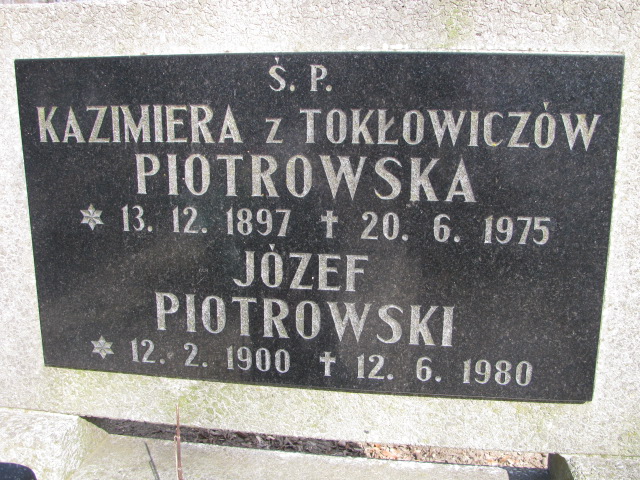 Ś. P.
KAZIMIERA z TOKŁOWICZÓW
PIOTROWSKA
* 13. 12. 1897 ✝ 20. 6. 1975
JÓZEF
PIOTROWSKI
* 12. 2. 1900 ✝ 12. 6. 1980